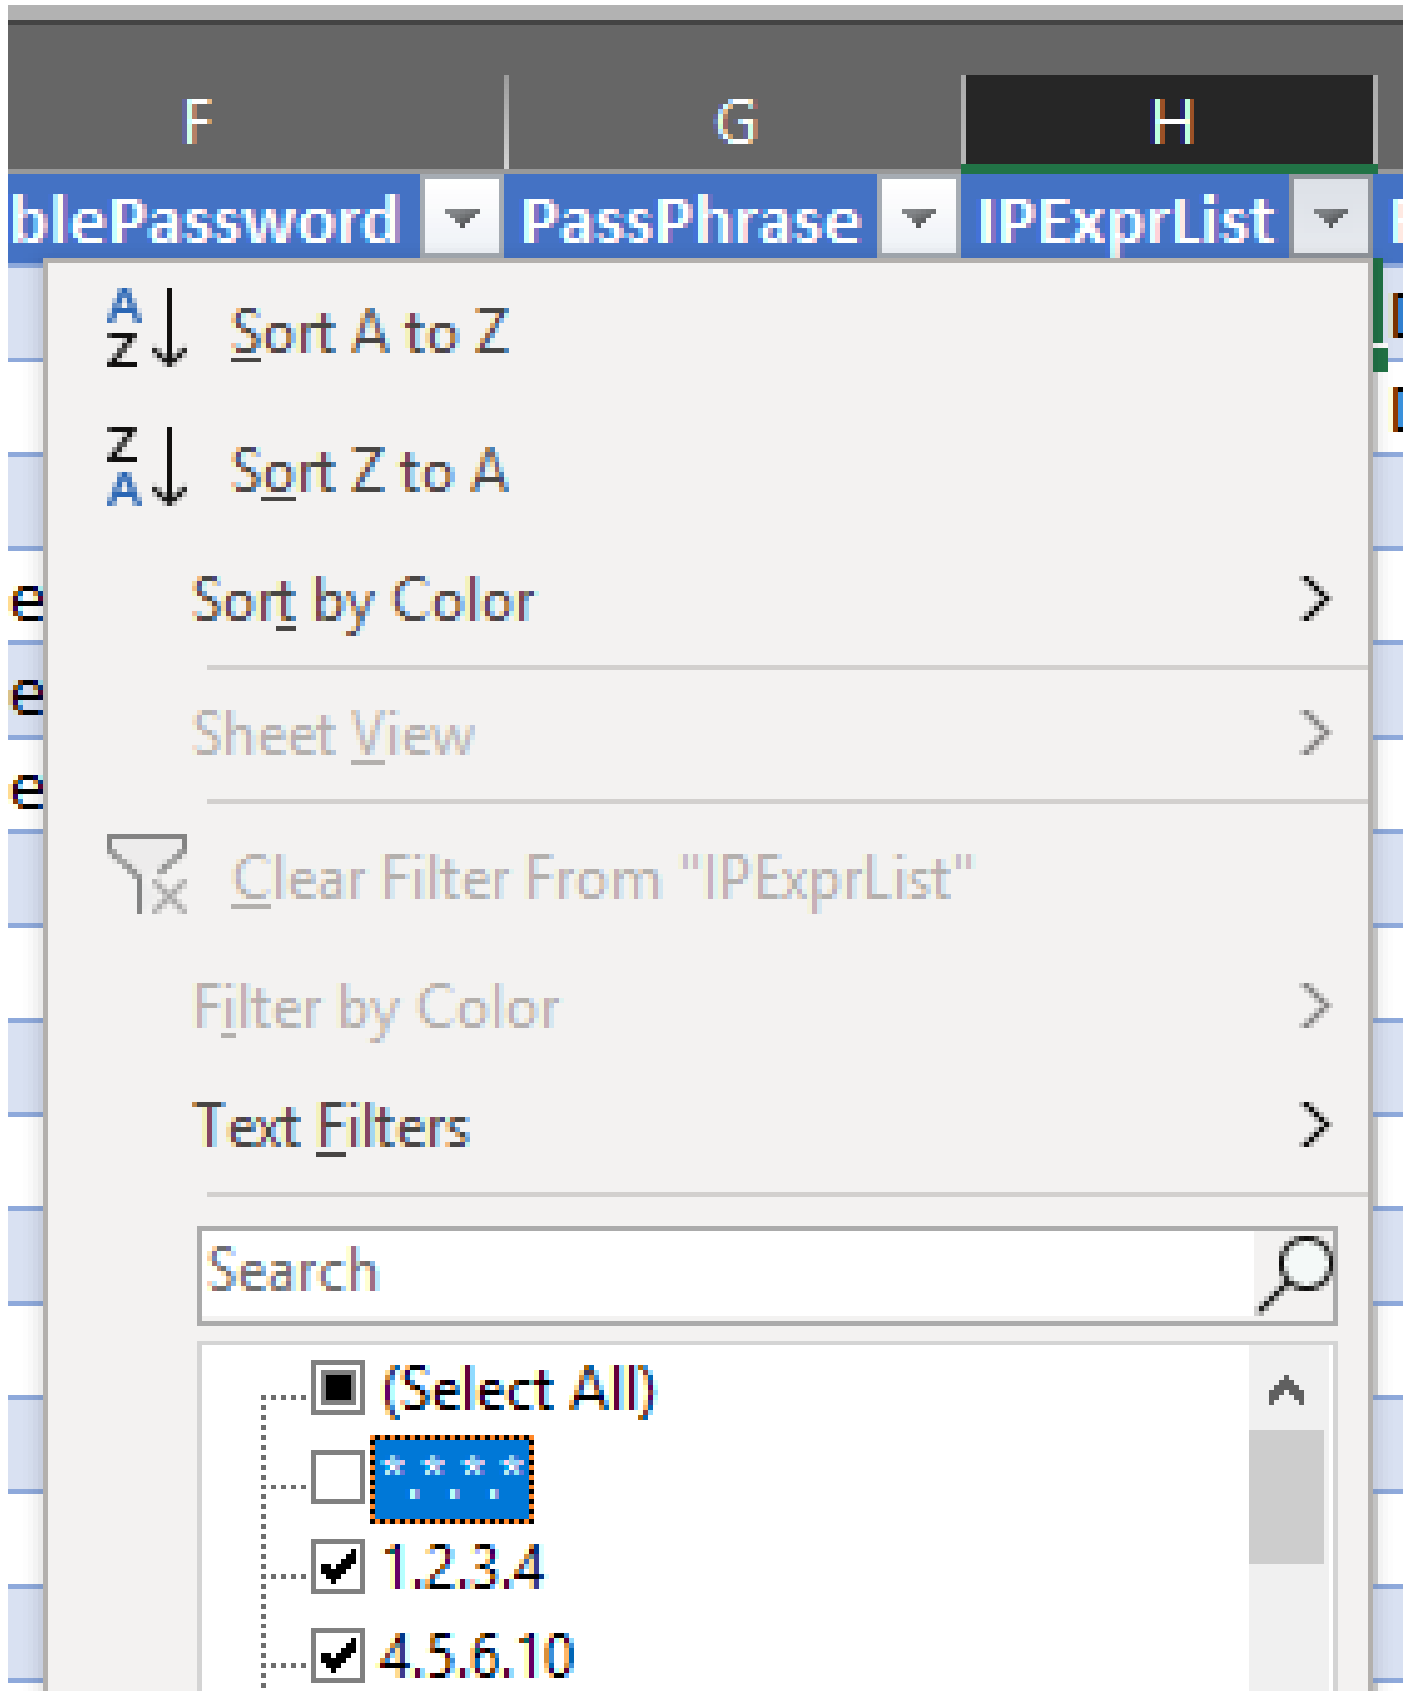 F G H
blePassword PassPhrase IPExprList
Sort A to Z
Sort Z to A
Sort by Color
Sheet View
Clear Filter From "IPExprList"
Filter by Color
Text Filters
Search
(Select All)
*.*.*.*
1.2.3.4
4.5.6.10